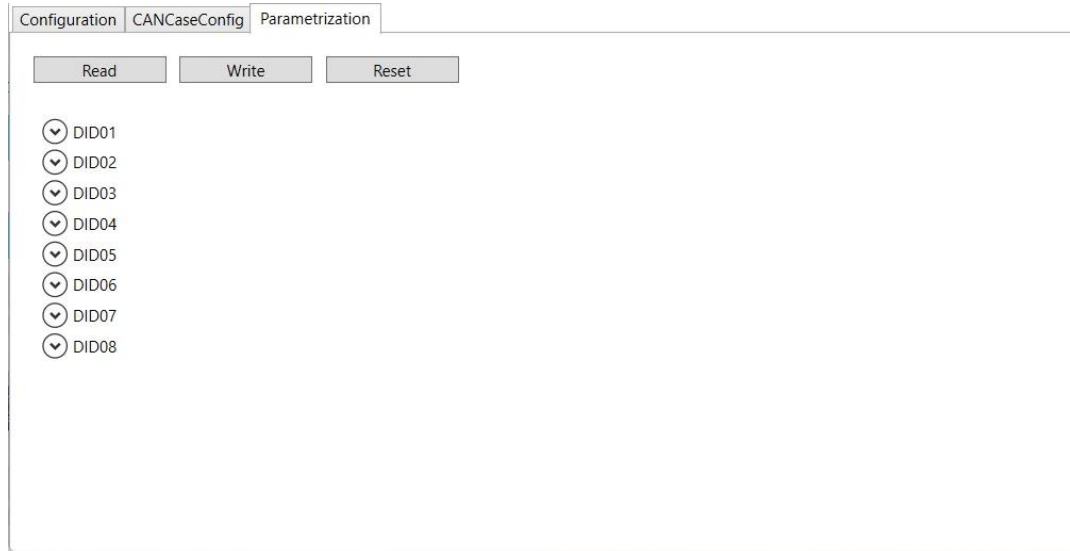 Configuration CANCaseConfig Parametrization
Read Write Reset
DID01
DID02
DID03
DID04
DID05
DID06
DID07
DID08